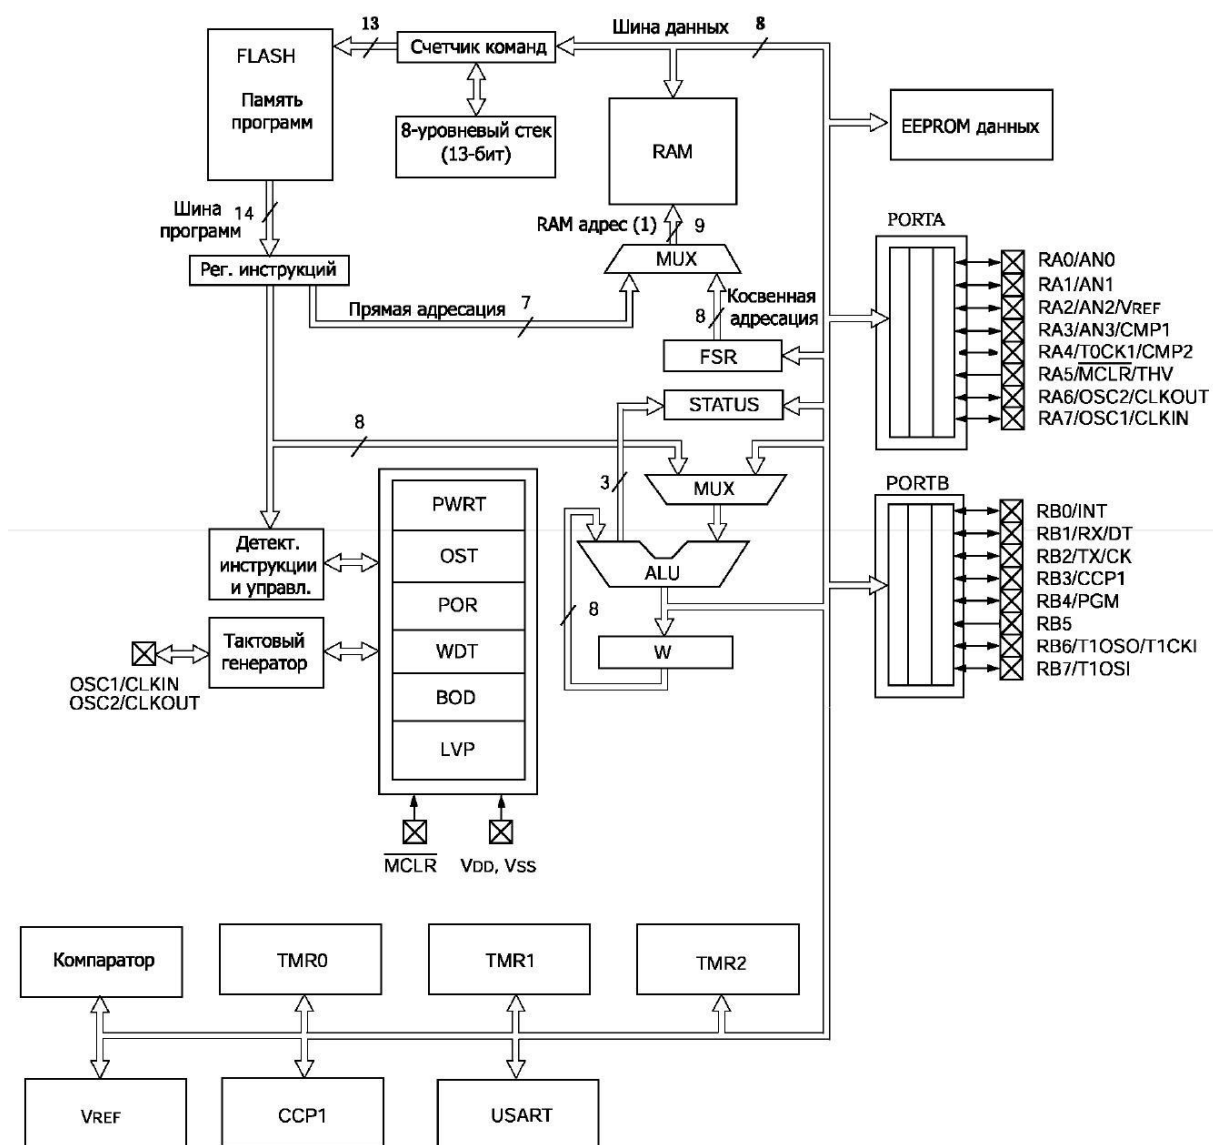 13
Шина данных
8
FLASH
Память
программ
Счетчик команд
8-уровневый стек
(13-бит)
RAM
EEPROM данных
Шина
программ
14
RAM адрес (1)
9
Рег. инструкций
MUX
Прямая адресация
7
Косвенная
адресация
8
FSR
STATUS
PORTA
RA0/AN0
RA1/AN1
RA2/AN2/VREF
RA3/AN3/CMP1
RA4/T0CK1/CMP2
RA5/MCLR/THV
RA6/OSC2/CLKOUT
RA7/OSC1/CLKIN
8
3
MUX
PORTB
RB0/INT
RB1/RX/DT
RB2/TX/CK
RB3/CCP1
RB4/PGM
RB5
RB6/T1OSO/T1CKI
RB7/T1OSI
PWRT
OST
POR
WDT
BOD
LVP
Детект.
инструкции
и управл.
Тактовый
генератор
OSC1/CLKIN
OSC2/CLKOUT
ALU
8
W
MCLR
VDD, VSS
Компаратор
TMR0
TMR1
TMR2
VREF
CCP1
USART